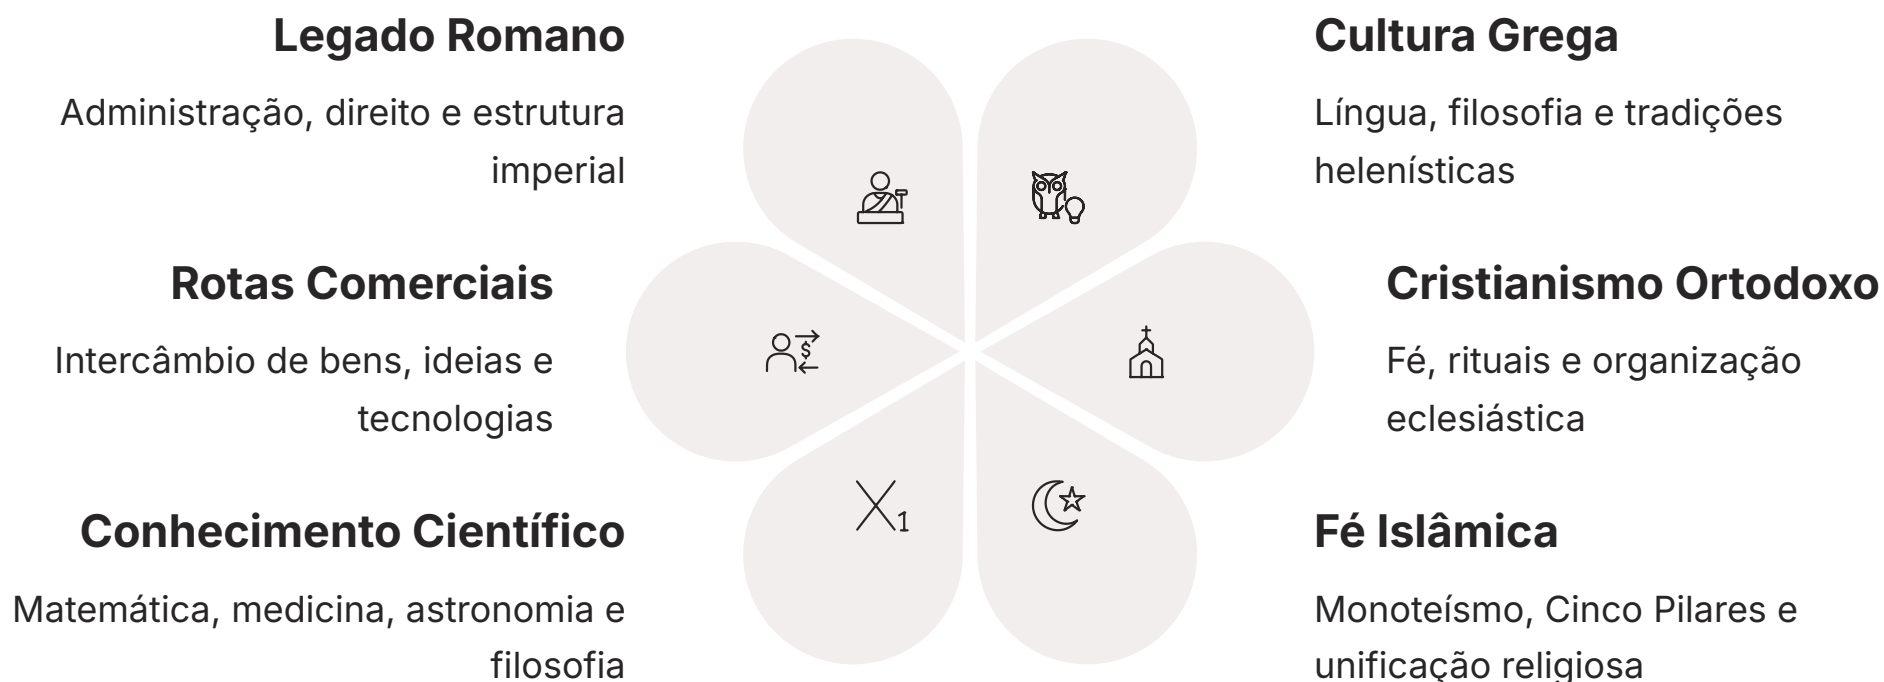 Legado Romano
Administração, direito e estrutura
imperial
Cultura Grega
Língua, filosofia e tradições
helenísticas
Rotas Comerciais
Intercâmbio de bens, ideias e
tecnologias
$
Cristianismo Ortodoxo
Fé, rituais e organização
eclesiástica
Conhecimento Científico
Matemática, medicina, astronomia e
filosofia
X1
Fé Islâmica
Monoteísmo, Cinco Pilares e
unificação religiosa